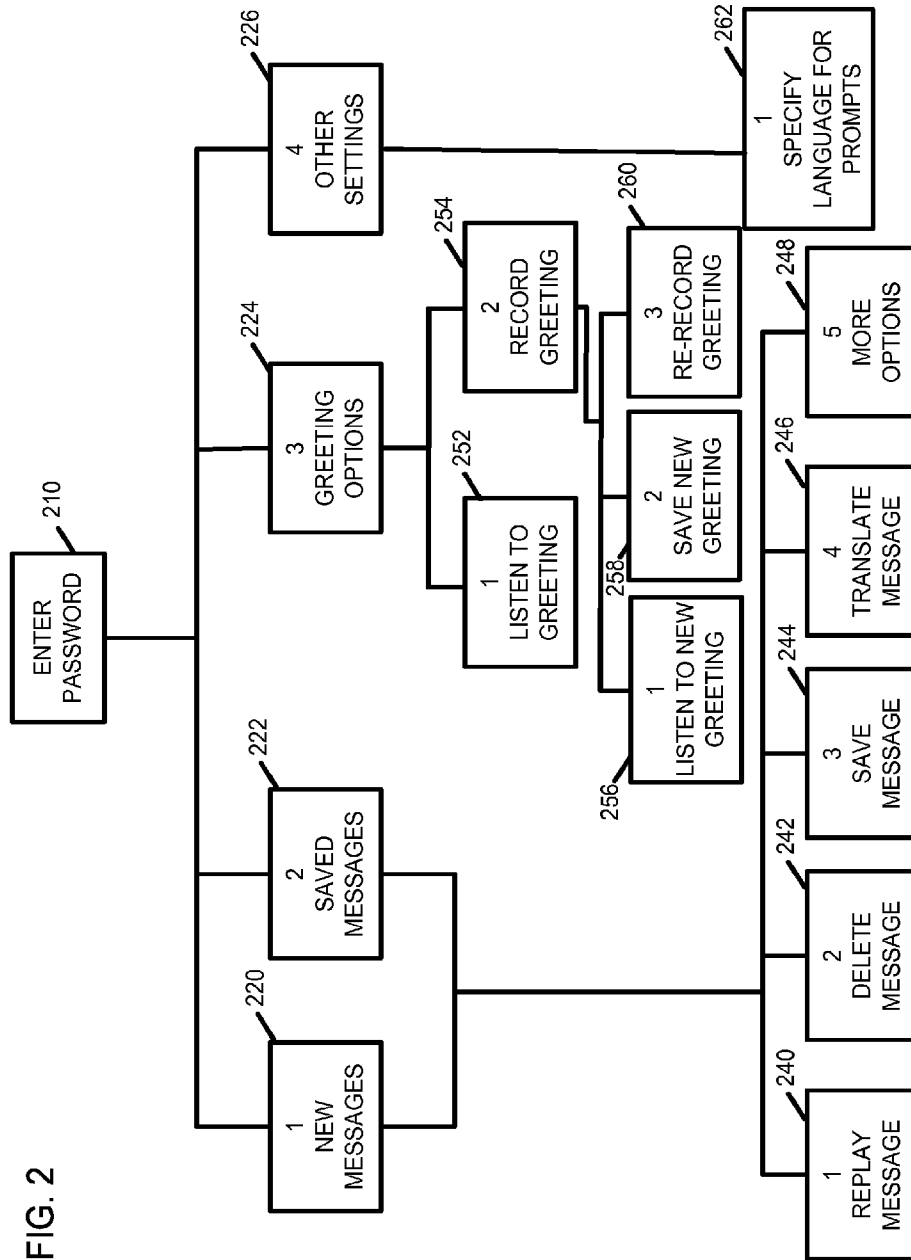 FIG. 2
ENTER
PASSWORD
210
1
NEW
MESSAGES
220
2
SAVED
MESSAGES
222
3
GREETING
OPTIONS
224
4
OTHER
SETTINGS
226
1
LISTEN TO
GREETING
252
2
RECORD
GREETING
254
1
LISTEN TO NEW
GREETING
256
2
SAVE NEW
GREETING
258
3
RE-RECORD
GREETING
260
1
SPECIFY
LANGUAGE FOR
PROMPTS
262
1
REPLAY
MESSAGE
240
2
DELETE
MESSAGE
242
3
SAVE
MESSAGE
244
4
TRANSLATE
MESSAGE
246
5
MORE
OPTIONS
248